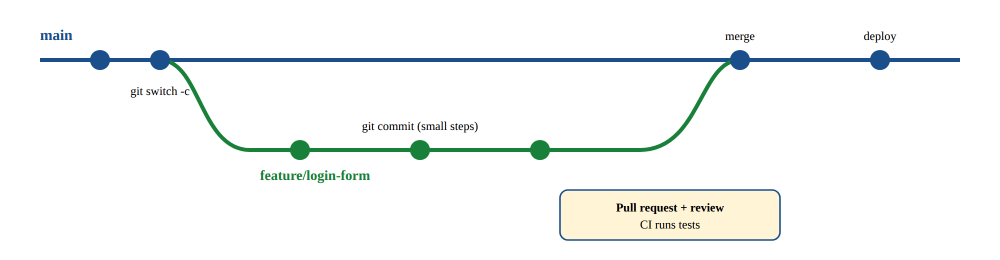 main
merge
deploy
git switch -c
git commit (small steps)
feature/login-form
Pull request + review
CI runs tests